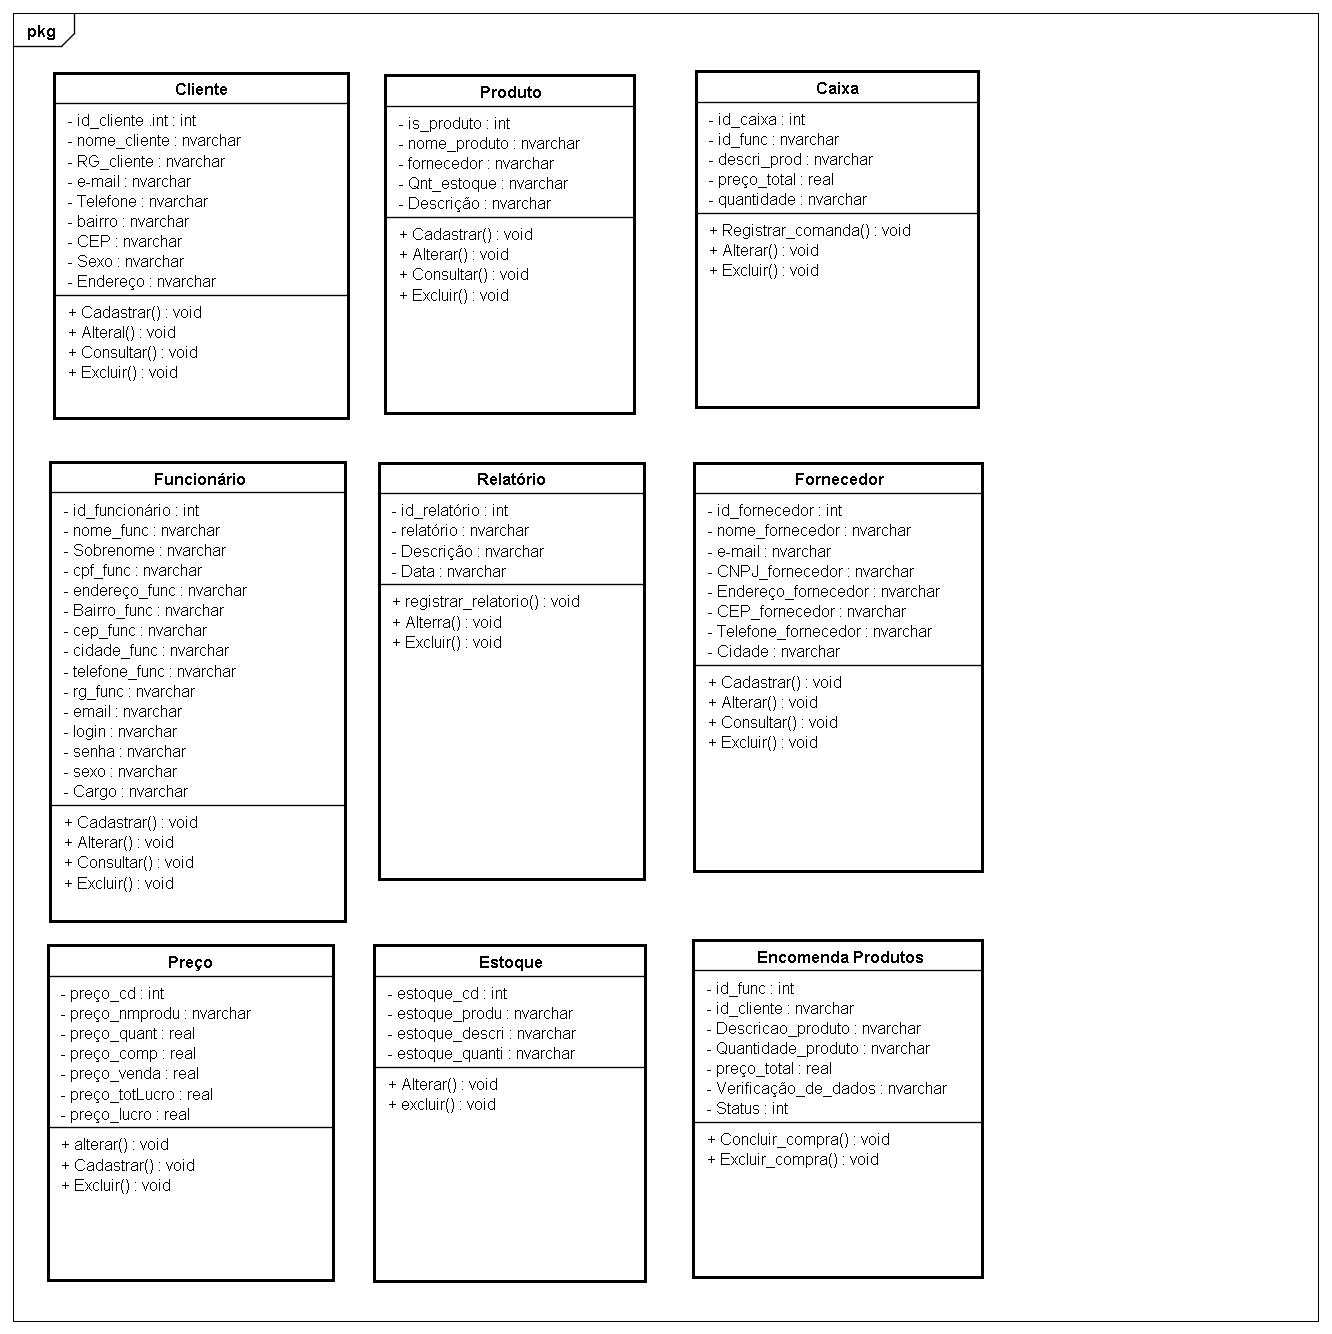 pkg
Cliente
- id_cliente .int : int
- nome_cliente : nvarchar
- RG_cliente : nvarchar
- e-mail : nvarchar
- Telefone : nvarchar
- bairro : nvarchar
- CEP : nvarchar
- Sexo : nvarchar
- Endereço : nvarchar
+ Cadastrar() : void
+ Alteral() : void
+ Consultar() : void
+ Excluir() : void
Produto
- is_produto : int
- nome_produto : nvarchar
- fornecedor : nvarchar
- Qnt_estoque : nvarchar
- Descrição : nvarchar
+ Cadastrar() : void
+ Alterar() : void
+ Consultar() : void
+ Excluir() : void
Caixa
- id_caixa : int
- id_func : nvarchar
- descri_prod : nvarchar
- preço_total : real
- quantidade : nvarchar
+ Registrar_comanda() : void
+ Alterar() : void
+ Excluir() : void
Funcionário
- id_funcionário : int
- nome_func : nvarchar
- Sobrenome : nvarchar
- cpf_func : nvarchar
- endereço_func : nvarchar
- Bairro_func : nvarchar
- cep_func : nvarchar
- cidade_func : nvarchar
- telefone_func : nvarchar
- rg_func : nvarchar
- email : nvarchar
- login : nvarchar
- senha : nvarchar
- sexo : nvarchar
- Cargo : nvarchar
+ Cadastrar() : void
+ Alterar() : void
+ Consultar() : void
+ Excluir() : void
Relatório
- id_relatório : int
- relatório : nvarchar
- Descrição : nvarchar
- Data : nvarchar
+ registrar_relatorio() : void
+ Alterra() : void
+ Excluir() : void
Fornecedor
- id_fornecedor : int
- nome_fornecedor : nvarchar
- e-mail : nvarchar
- CNPJ_fornecedor : nvarchar
- Endereço_fornecedor : nvarchar
- CEP_fornecedor : nvarchar
- Telefone_fornecedor : nvarchar
- Cidade : nvarchar
+ Cadastrar() : void
+ Alterar() : void
+ Consultar() : void
+ Excluir() : void
Preço
- preço_cd : int
- preço_nmprodu : nvarchar
- preço_quant : real
- preço_comp : real
- preço_venda : real
- preço_totLucro : real
- preço_lucro : real
+ alterar() : void
+ Cadastrar() : void
+ Excluir() : void
Estoque
- estoque_cd : int
- estoque_produ : nvarchar
- estoque_descri : nvarchar
- estoque_quanti : nvarchar
+ Alterar() : void
+ excluir() : void
Encomenda Produtos
- id_func : int
- id_cliente : nvarchar
- Descricao_produto : nvarchar
- Quantidade_produto : nvarchar
- preço_total : real
- Verificação_de_dados : nvarchar
- Status : int
+ Concluir_compra() : void
+ Excluir_compra() : void